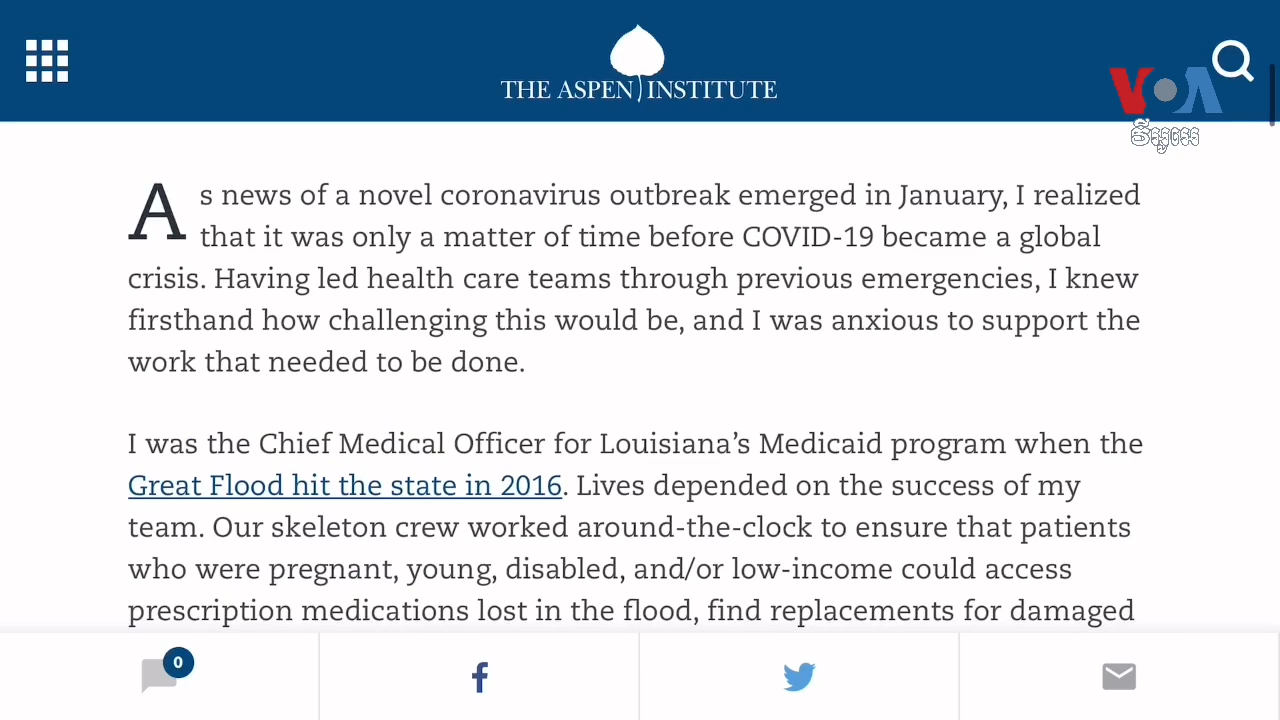 THE ASPEN INSTITUTE
VOA
As news of a novel coronavirus outbreak emerged in January, I realized
that it was only a matter of time before COVID-19 became a global
crisis. Having led health care teams through previous emergencies, I knew
firsthand how challenging this would be, and I was anxious to support the
work that needed to be done.
I was the Chief Medical Officer for Louisiana’s Medicaid program when the
Great Flood hit the state in 2016. Lives depended on the success of my
team. Our skeleton crew worked around-the-clock to ensure that patients
who were pregnant, young, disabled, and/or low-income could access
prescription medications lost in the flood, find replacements for damaged
0